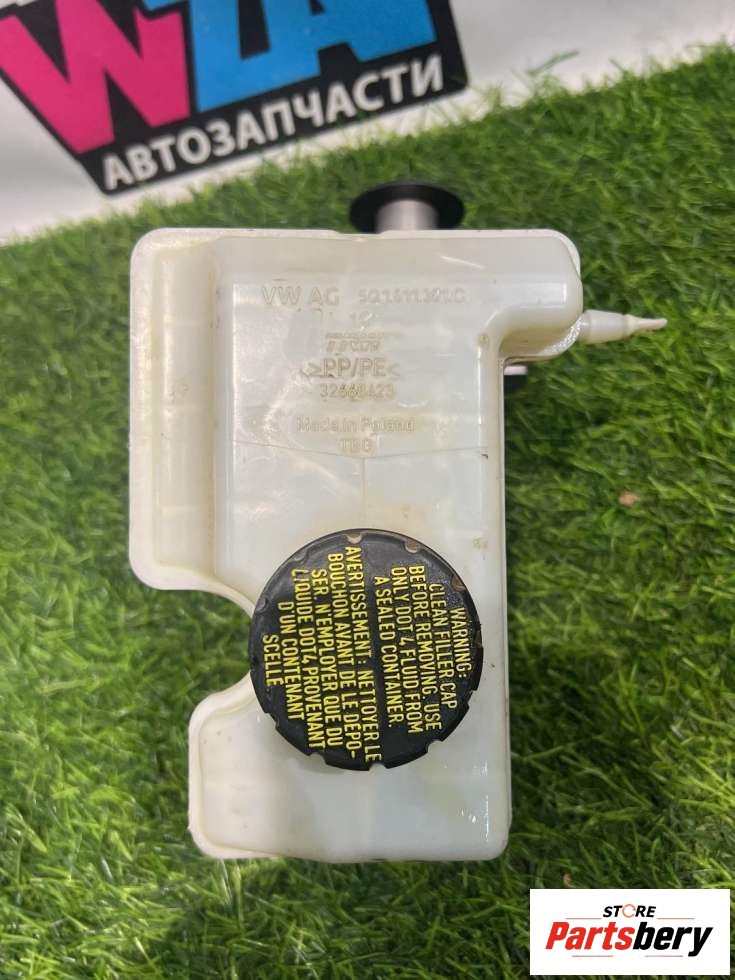 WZA
АВТОЗАПЧАСТИ
VW AG
>PP/PE<
32668423
Made in Poland
WARNING:
CLEAN FILLER CAP
BEFORE REMOVING. USE
ONLY DOT 4 FLUID FROM
A SEALED CONTAINER.
AVERTISSEMENT: NETTOYER LE
BOUCHON AVANT DE LE DÉPO-
SER. N'EMPLOYER QUE DU
LIQUIDE DOT4 PROVENANT
D'UN CONTENANT
SCELLE
STORE
Partsbery